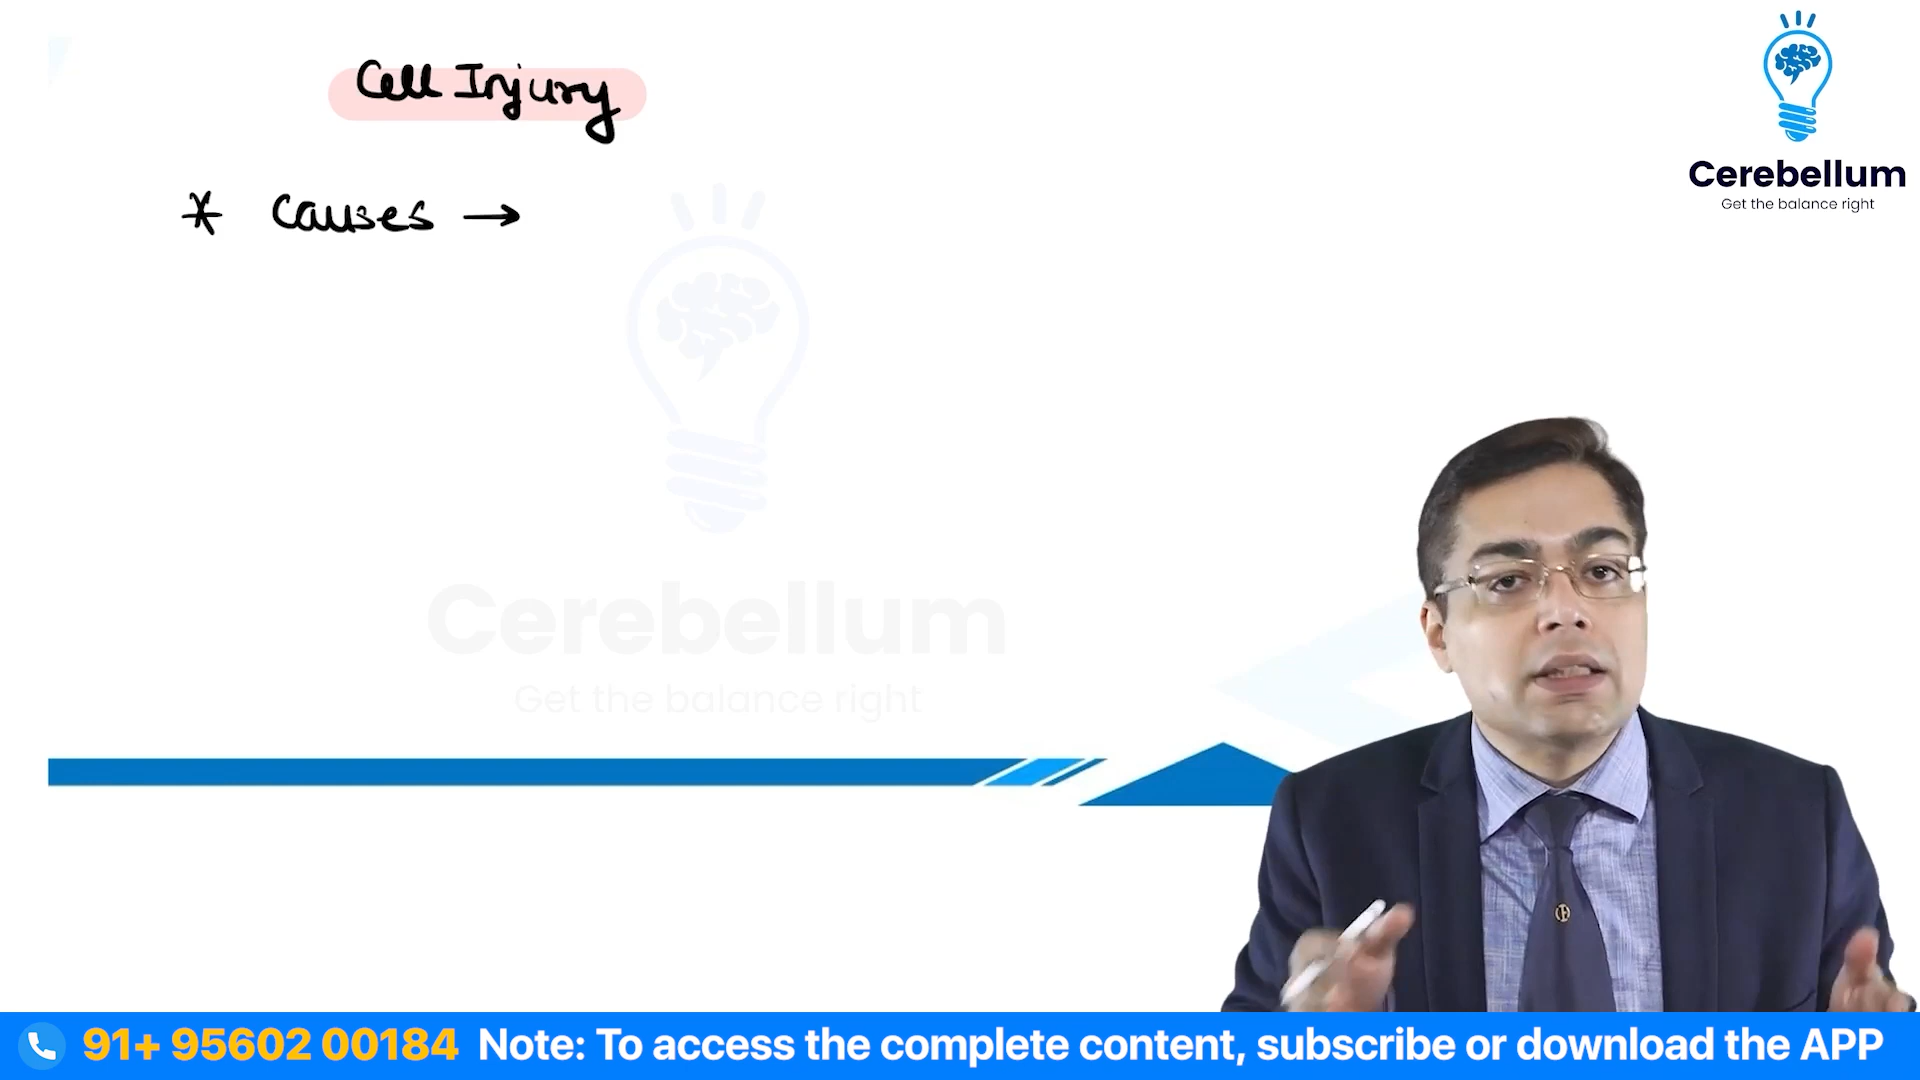 Cell Injury
* Causes →
Cerebellum
Get the balance right
Cerebellum
Get the balance right
91+ 95602 00184 Note: To access the complete content, subscribe or download the APP